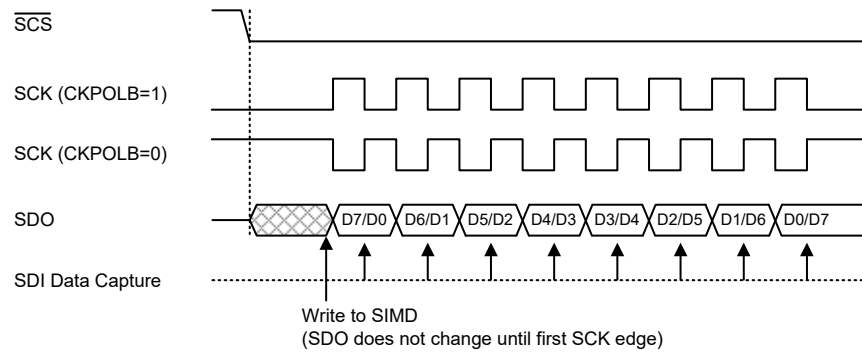 SCS
SCK (CKPOLB=1)
SCK (CKPOLB=0)
SDO D7/D0 D6/D1 D5/D2 D4/D3 D3/D4 D2/D5 D1/D6 D0/D7
SDI Data Capture
Write to SIMD
(SDO does not change until first SCK edge)